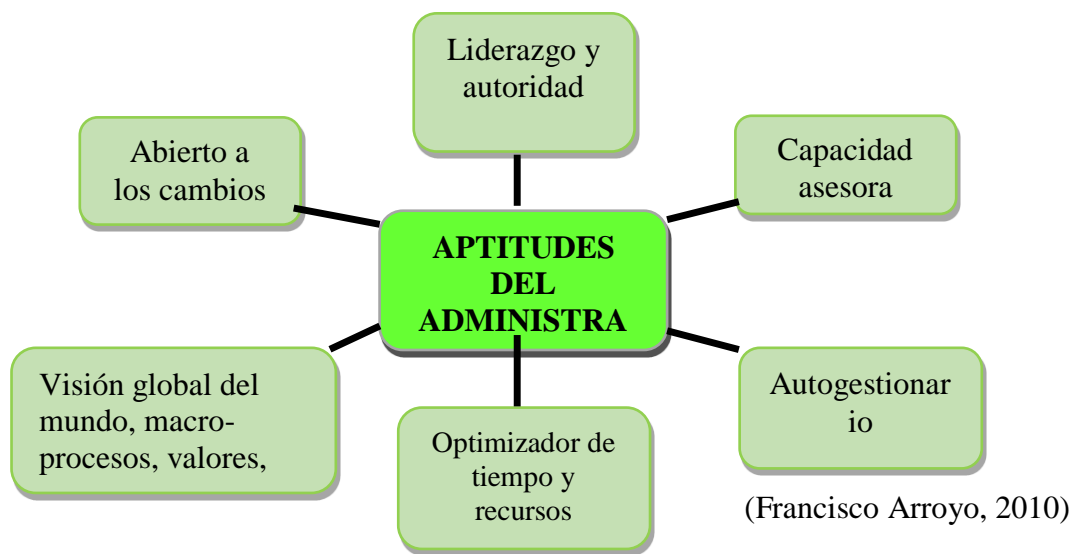 Liderazgo y
autoridad
Abierto a
los cambios
Capacidad
asesora
APTITUDES
DEL
ADMINISTRA
Visión global del
mundo, macro-
procesos, valores,
Optimizador de
tiempo y
recursos
Autogestionar
io
(Francisco Arroyo, 2010)